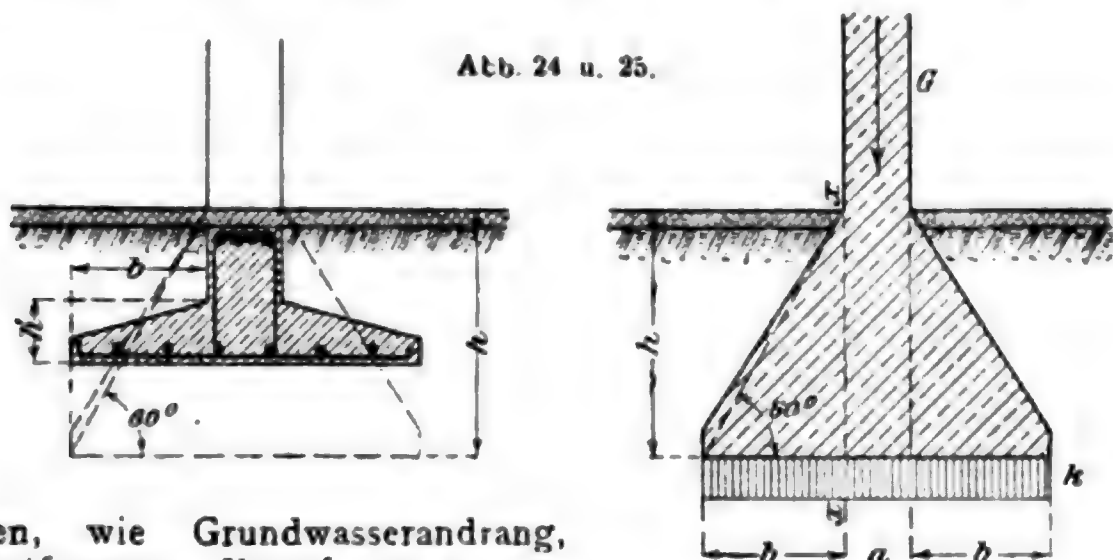 Abb. 24 u. 25.
G
x
b
h
h
h
60°
60°
k
x
b a b
en, wie Grundwasserandrang,